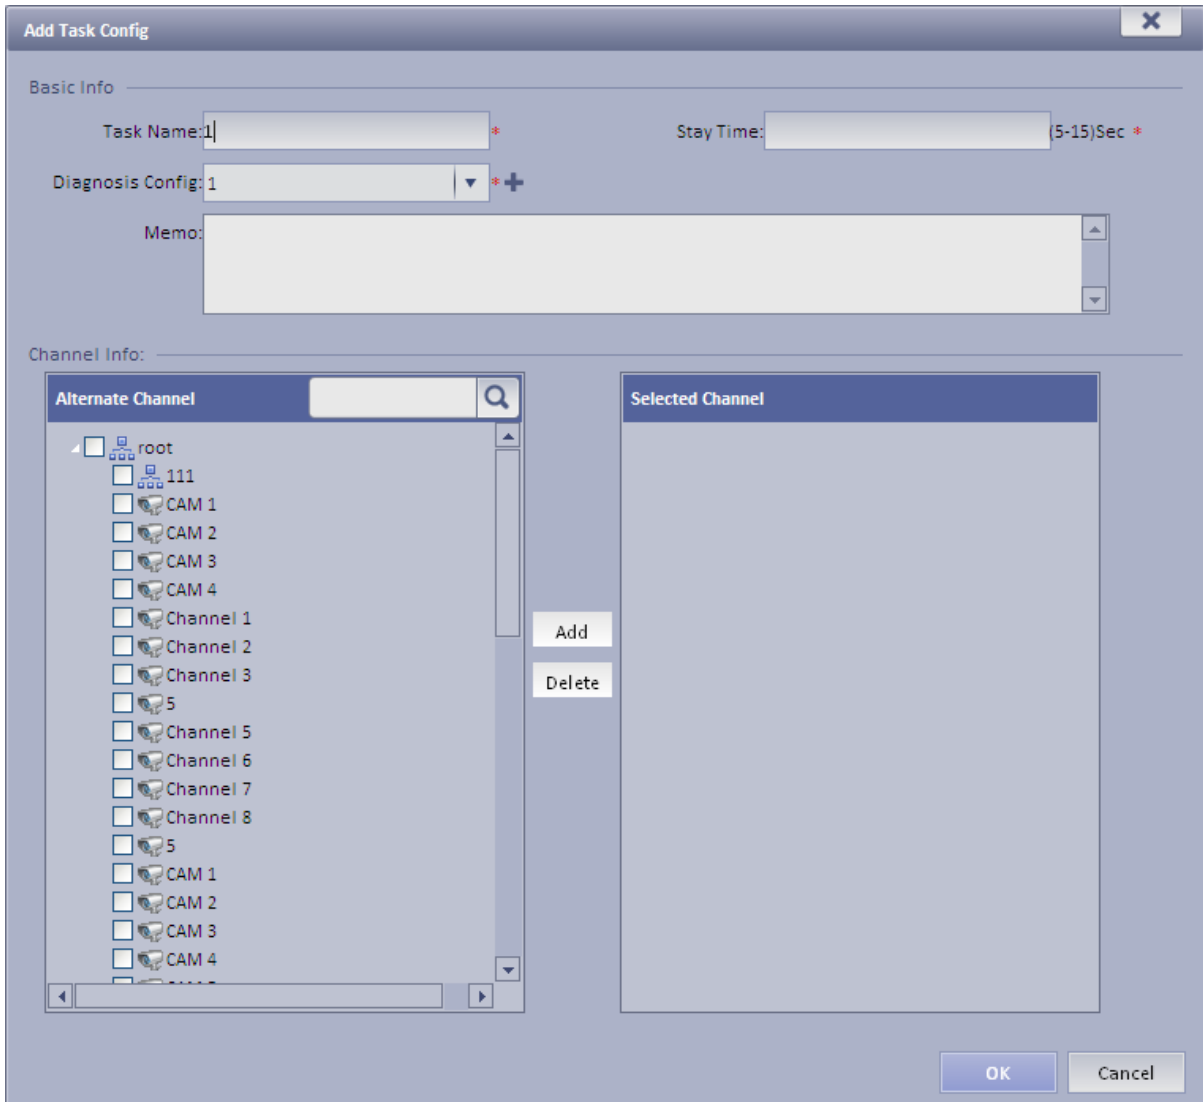 Add Task Config
Basic Info
Task Name: 1 * Stay Time: (5-15)Sec *
Diagnosis Config: 1 *
Memo:
Channel Info:
Alternate Channel Selected Channel
root
111
CAM 1
CAM 2
CAM 3
CAM 4
Channel 1
Channel 2
Channel 3
5
Channel 5
Channel 6
Channel 7
Channel 8
5
CAM 1
CAM 2
CAM 3
CAM 4
Add
Delete
OK Cancel